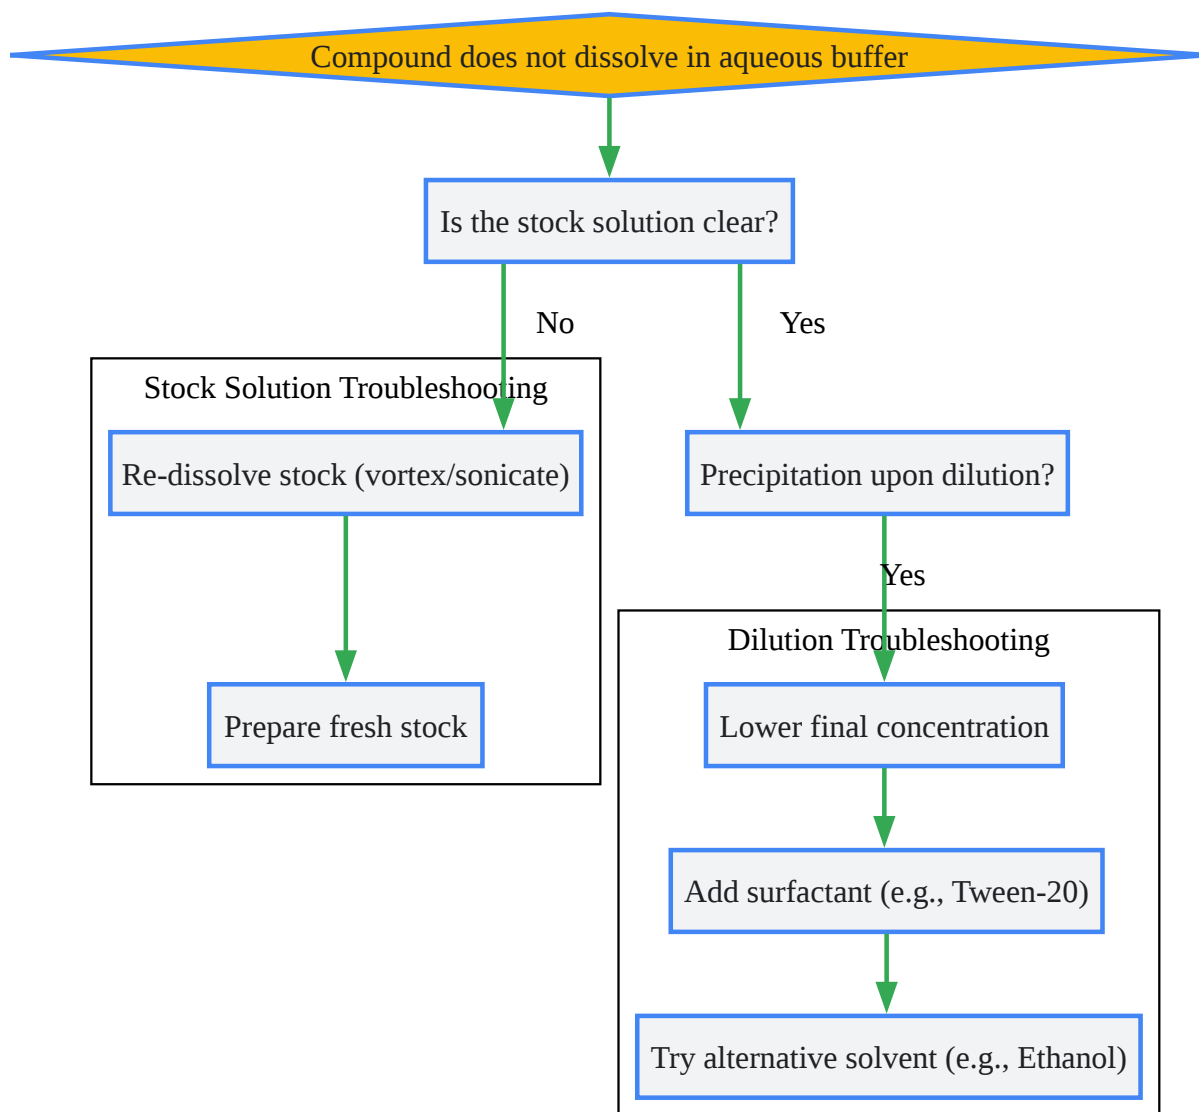 Compound does not dissolve in aqueous buffer
Is the stock solution clear?
No
Yes
Stock Solution Troubleshooting
Re-dissolve stock (vortex/sonicate)
Precipitation upon dilution?
Yes
Dilution Troubleshooting
Prepare fresh stock
Lower final concentration
Add surfactant (e.g., Tween-20)
Try alternative solvent (e.g., Ethanol)